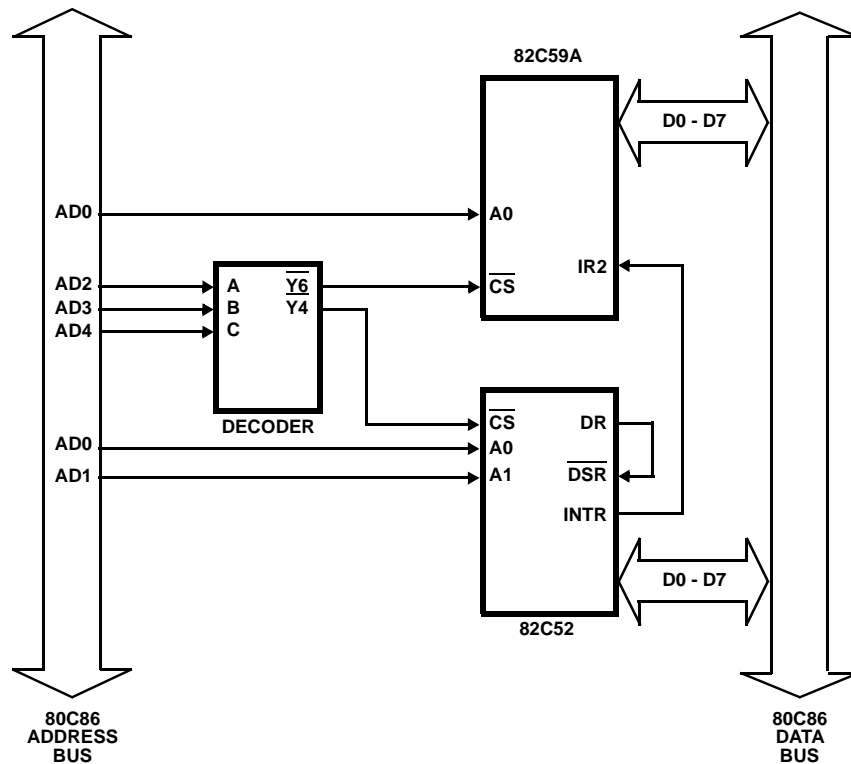 82C59A
D0 - D7
AD0
A0
IR2
AD2
A
Y6
CS
AD3
B
Y4
AD4
C
DECODER
CS
DR
AD0
A0
AD1
A1
DSR
INTR
D0 - D7
82C52
80C86
ADDRESS
BUS
80C86
DATA
BUS